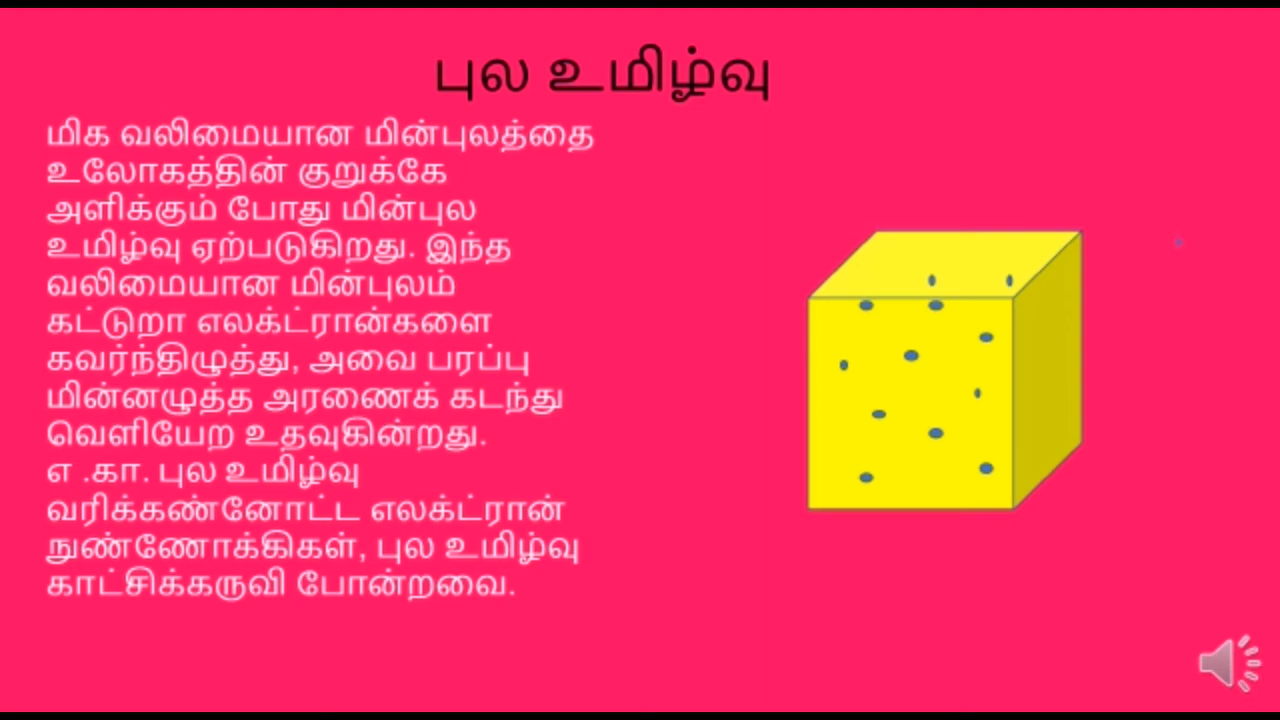 புல உமிழ்வு
மிக வலிமையான மின்புலத்தை
உலோகத்தின் குறுக்கே
அளிக்கும் போது மின்புல
உமிழ்வு ஏற்படுகிறது. இந்த
வலிமையான மின்புலம்
கட்டுறா எலக்ட்ரான்களை
கவர்ந்திழுத்து, அவை பரப்பு
மின்னழுத்த அரணைக் கடந்து
வெளியேற உதவுகின்றது.
எ .கா. புல உமிழ்வு
வரிக்கண்னோட்ட எலக்ட்ரான்
நுண்ணோக்கிகள், புல உமிழ்வு
காட்சிக்கருவி போன்றவை.